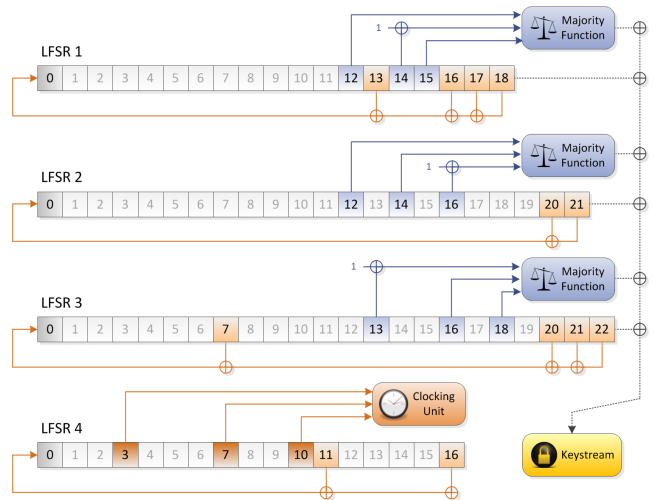 Majority
Function
1
LFSR 1
0 1 2 3 4 5 6 7 8 9 10 11 12 13 14 15 16 17 18
Majority
Function
1
LFSR 2
0 1 2 3 4 5 6 7 8 9 10 11 12 13 14 15 16 17 18 19 20 21
1
Majority
Function
LFSR 3
0 1 2 3 4 5 6 7 8 9 10 11 12 13 14 15 16 17 18 19 20 21 22
Clocking
Unit
LFSR 4
0 1 2 3 4 5 6 7 8 9 10 11 12 13 14 15 16
Keystream